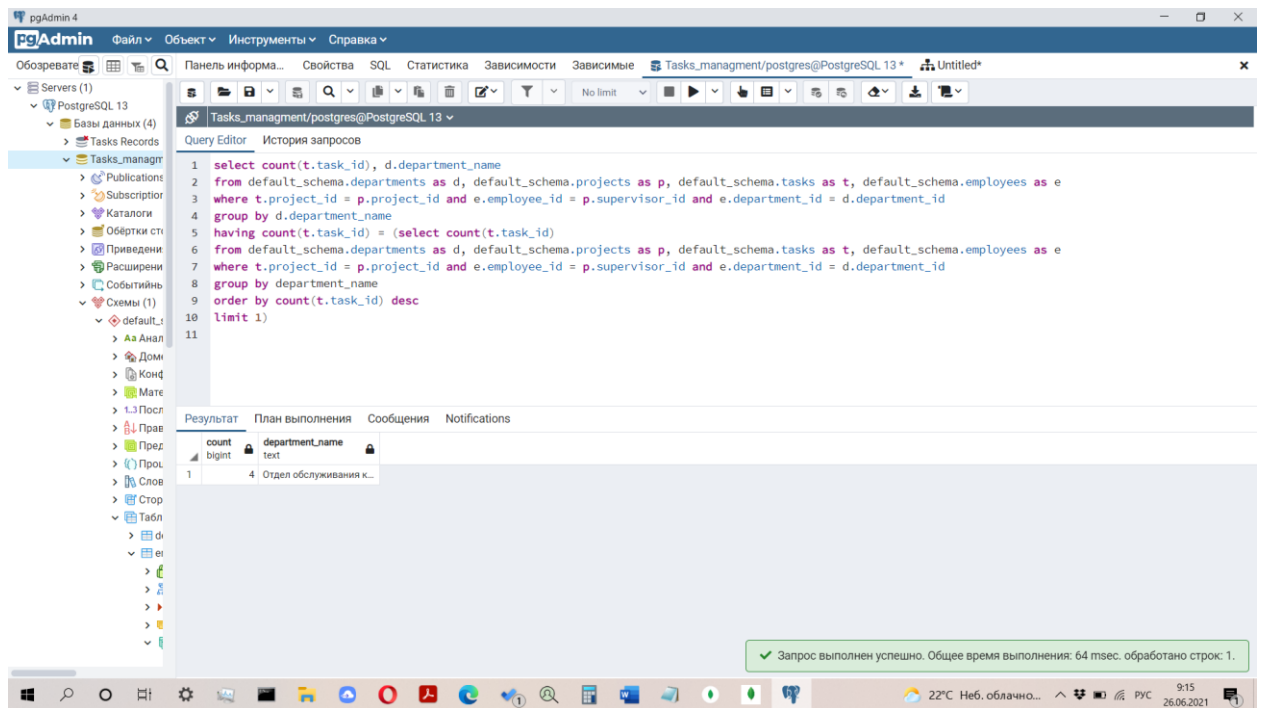 pgAdmin 4
pgAdmin Файл Объект Инструменты Справка
Обозревате
Панель информа... Свойства SQL Статистика Зависимости Зависимые Tasks_managment/postgres@PostgreSQL 13 * Untitled*
Servers (1)
PostgreSQL 13
Базы данных (4)
Tasks Records
Tasks_managm
Publications
Subscription
Каталоги
Обёртки сто
Приведени
Расширени
Событийнь
Схемы (1)
default_s
Аа Анал
Доме
Конф
Мате
1..3 Посл
Прав
Пред
Проц
Слов
Стор
Табл
de
en
No limit
Tasks_managment/postgres@PostgreSQL 13
Query Editor История запросов
1 select count(t.task_id), d.department_name
2 from default_schema.departments as d, default_schema.projects as p, default_schema.tasks as t, default_schema.employees as e
3 where t.project_id = p.project_id and e.employee_id = p.supervisor_id and e.department_id = d.department_id
4 group by d.department_name
5 having count(t.task_id) = (select count(t.task_id)
6 from default_schema.departments as d, default_schema.projects as p, default_schema.tasks as t, default_schema.employees as e
7 where t.project_id = p.project_id and e.employee_id = p.supervisor_id and e.department_id = d.department_id
8 group by department_name
9 order by count(t.task_id) desc
10 limit 1)
11
Результат План выполнения Сообщения Notifications
count bigint
department_name text
1 4 Отдел обслуживания к...
Запрос выполнен успешно. Общее время выполнения: 64 msec. обработано строк: 1.
22°C Неб. облачно... РУС 9:15
26.06.2021